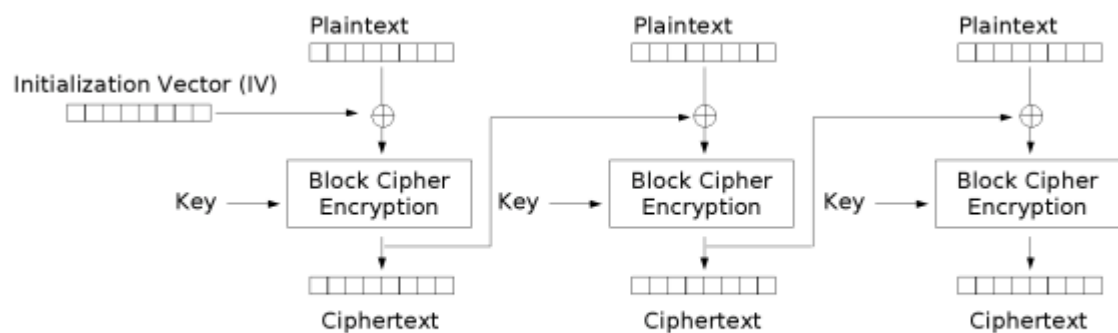 Plaintext
Plaintext
Plaintext
Initialization Vector (IV)
Key
Block Cipher
Encryption
Key
Block Cipher
Encryption
Key
Block Cipher
Encryption
Ciphertext
Ciphertext
Ciphertext